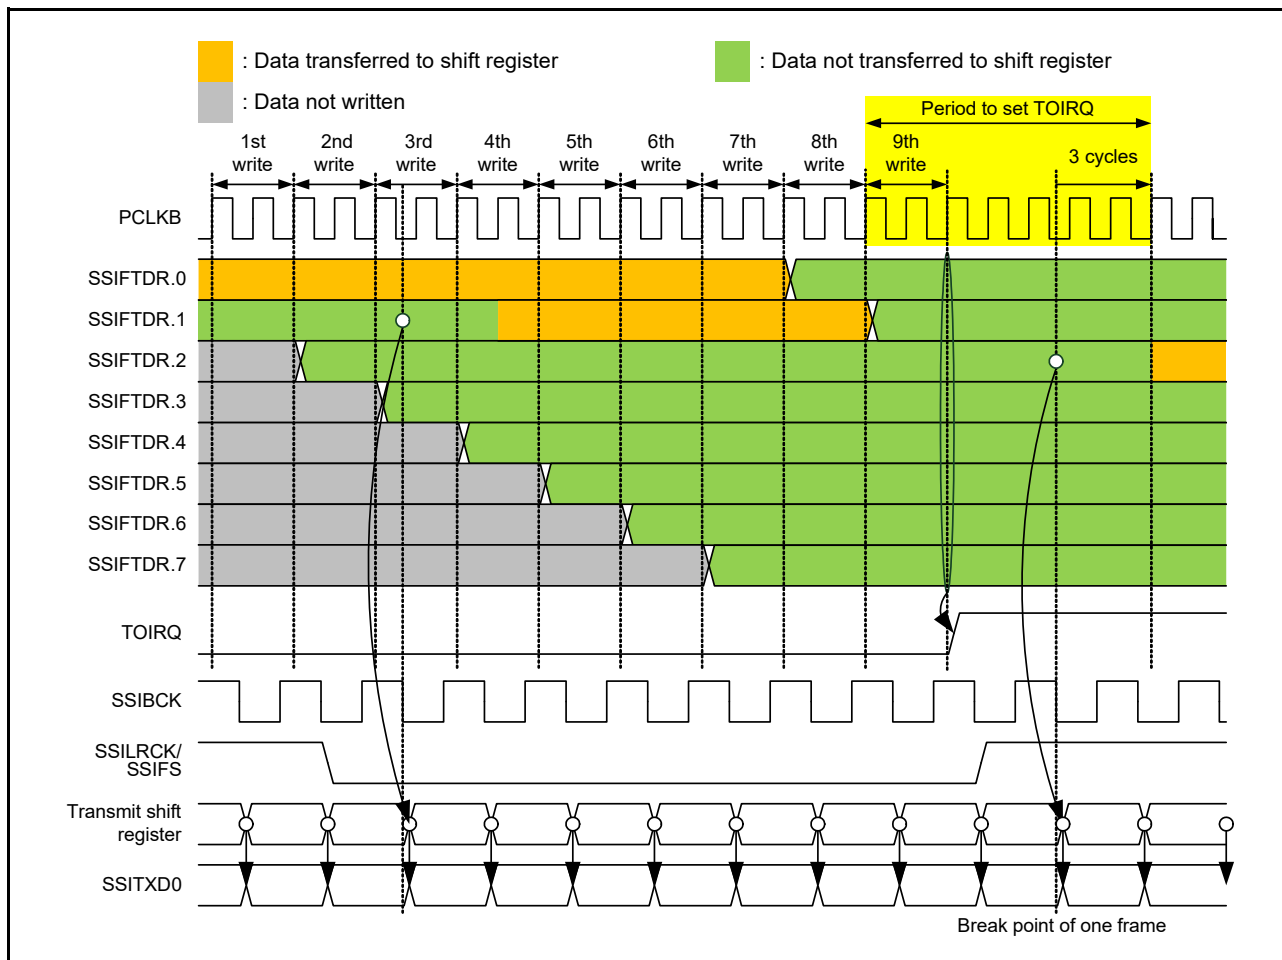 : Data transferred to shift register
: Data not transferred to shift register
: Data not written
Period to set TOIRQ
1st
write
2nd
write
3rd
write
4th
write
5th
write
6th
write
7th
write
8th
write
9th
write
3 cycles
PCLKB
SSIFTDR.0
SSIFTDR.1
SSIFTDR.2
SSIFTDR.3
SSIFTDR.4
SSIFTDR.5
SSIFTDR.6
SSIFTDR.7
TOIRQ
SSIBCK
SSILRCK/
SSIFS
Transmit shift
register
SSITXD0
Break point of one frame